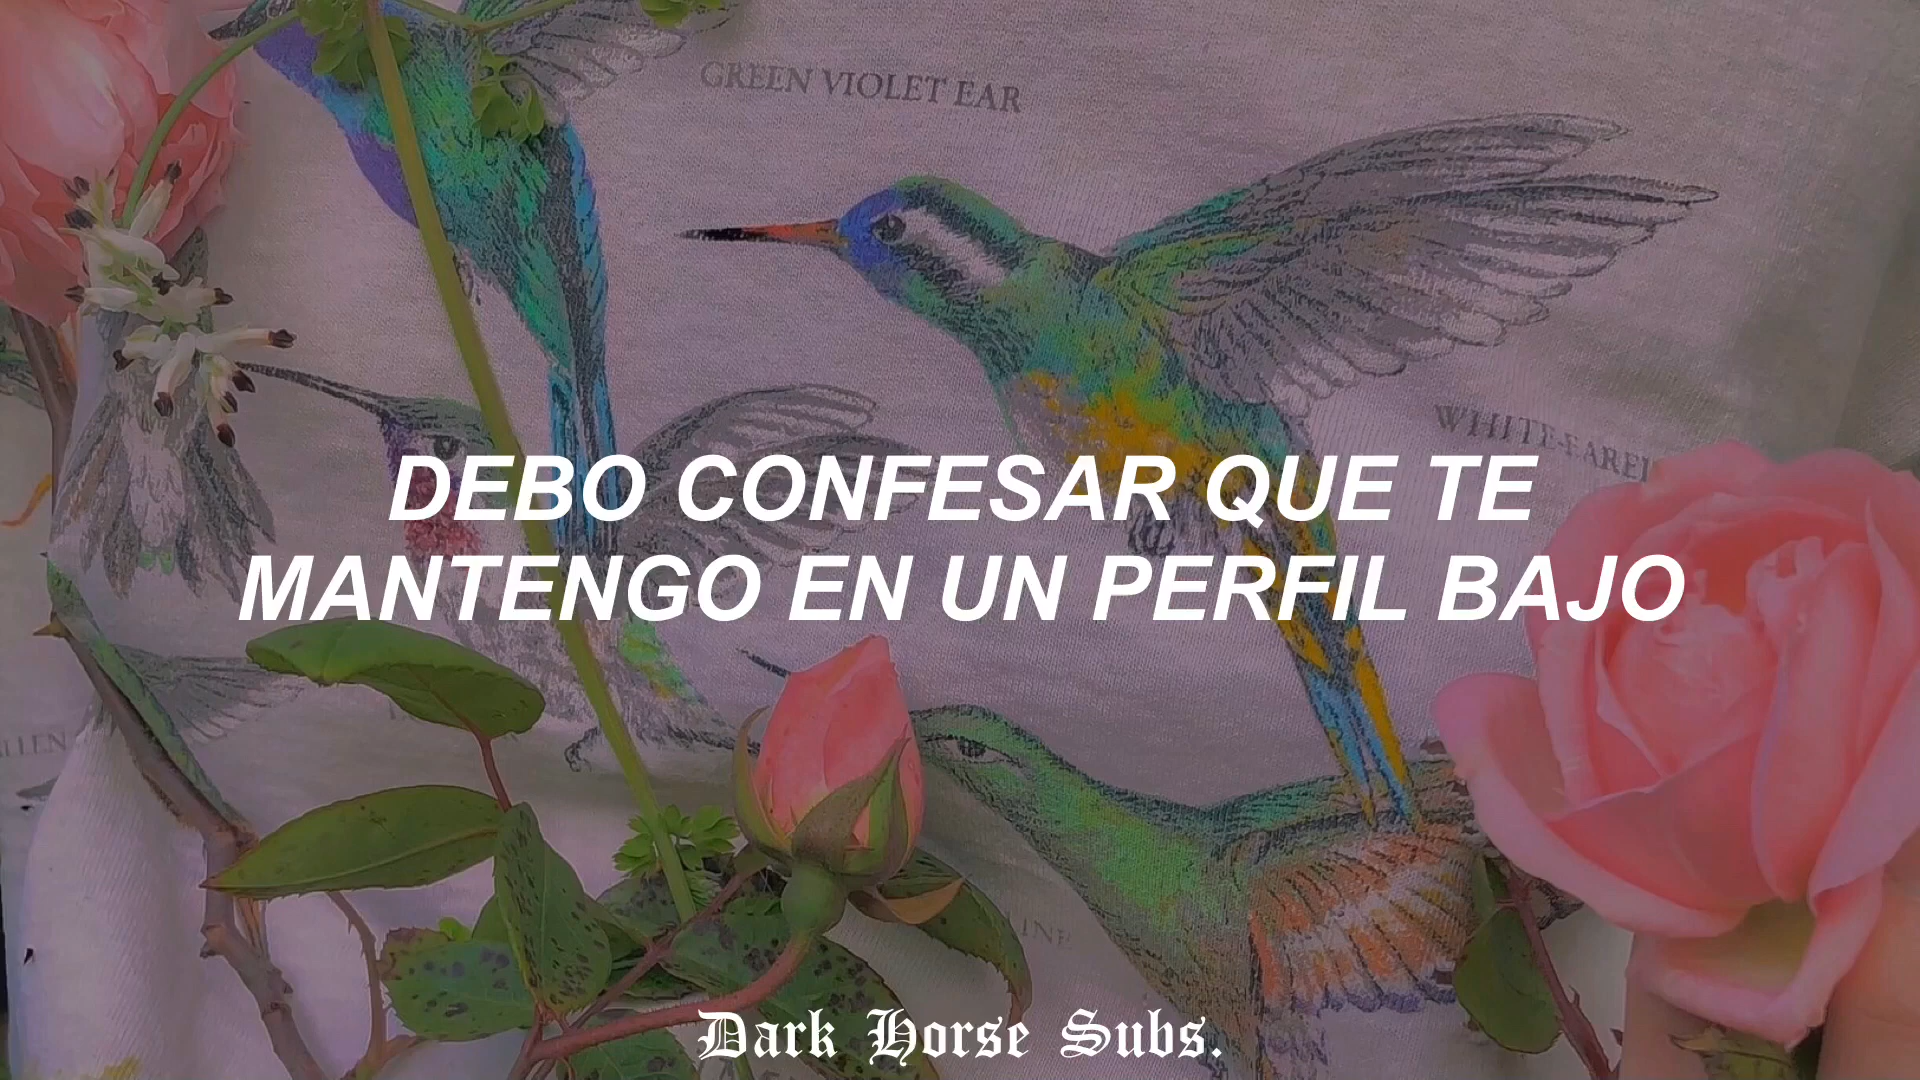 GREEN VIOLET EAR
DEBO CONFESAR QUE TE
MANTENGO EN UN PERFIL BAJO
Dark Horse Subs.